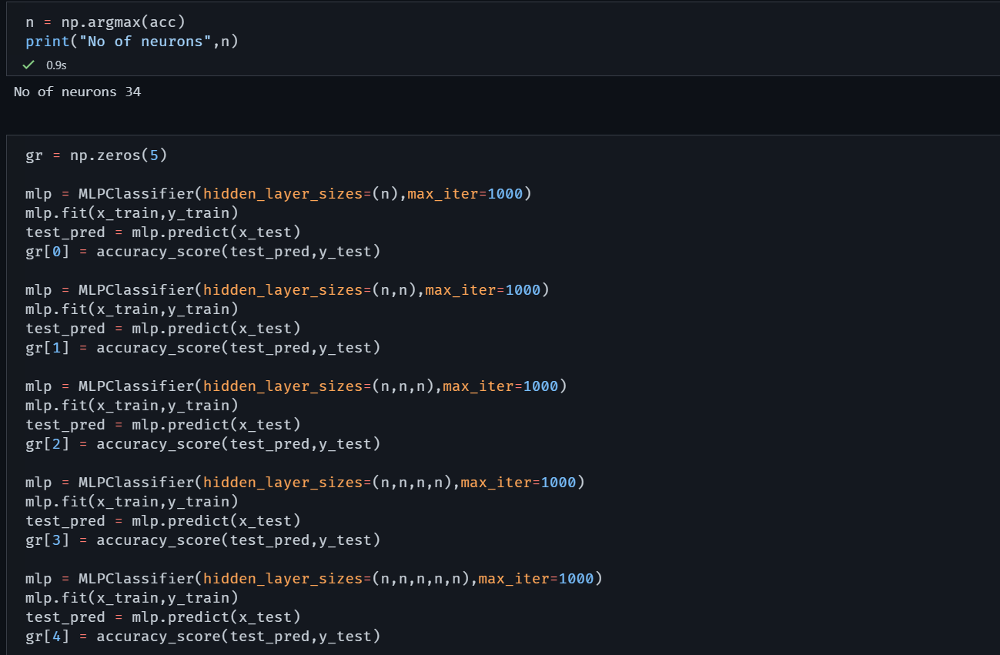 n = np.argmax(acc)
print("No of neurons",n)
✓ 0.9s
No of neurons 34
gr = np.zeros(5)
mlp = MLPClassifier(hidden_layer_sizes=(n),max_iter=1000)
mlp.fit(x_train,y_train)
test_pred = mlp.predict(x_test)
gr[0] = accuracy_score(test_pred,y_test)
mlp = MLPClassifier(hidden_layer_sizes=(n,n),max_iter=1000)
mlp.fit(x_train,y_train)
test_pred = mlp.predict(x_test)
gr[1] = accuracy_score(test_pred,y_test)
mlp = MLPClassifier(hidden_layer_sizes=(n,n,n),max_iter=1000)
mlp.fit(x_train,y_train)
test_pred = mlp.predict(x_test)
gr[2] = accuracy_score(test_pred,y_test)
mlp = MLPClassifier(hidden_layer_sizes=(n,n,n,n),max_iter=1000)
mlp.fit(x_train,y_train)
test_pred = mlp.predict(x_test)
gr[3] = accuracy_score(test_pred,y_test)
mlp = MLPClassifier(hidden_layer_sizes=(n,n,n,n,n),max_iter=1000)
mlp.fit(x_train,y_train)
test_pred = mlp.predict(x_test)
gr[4] = accuracy_score(test_pred,y_test)